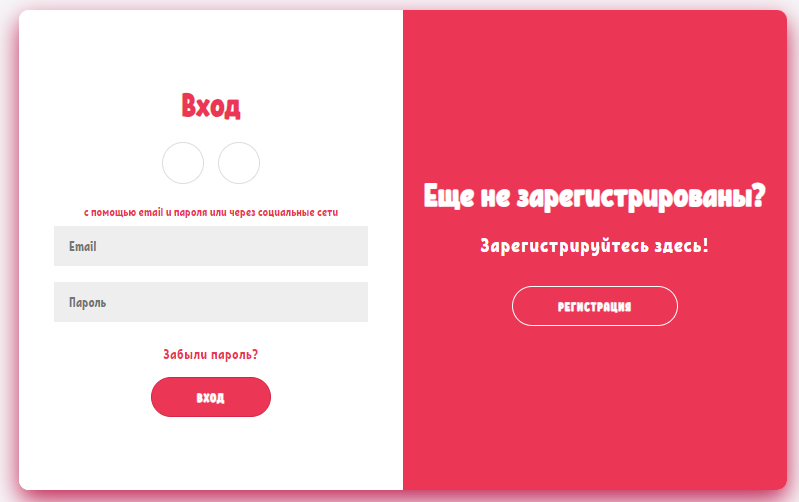 Вход
с помощью email и пароля или через социальные сети
Email
Пароль
Забыли пароль?
ВХОД
Еще не зарегистрированы?
Зарегистрируйтесь здесь!
РЕГИСТРАЦИЯ